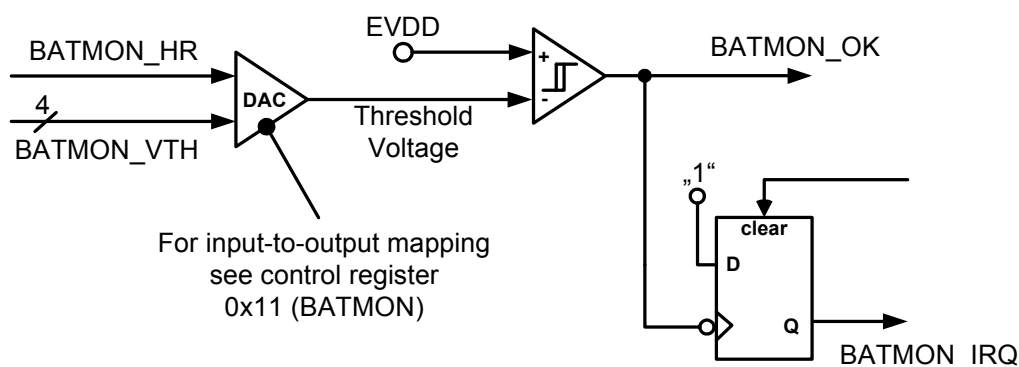 EVDD
BATMON_HR
BATMON_OK
+
DAC
-
4
Threshold
Voltage
BATMON_VTH
„1“
clear
For input-to-output mapping
see control register
0x11 (BATMON)
D
Q
BATMON_IRQ